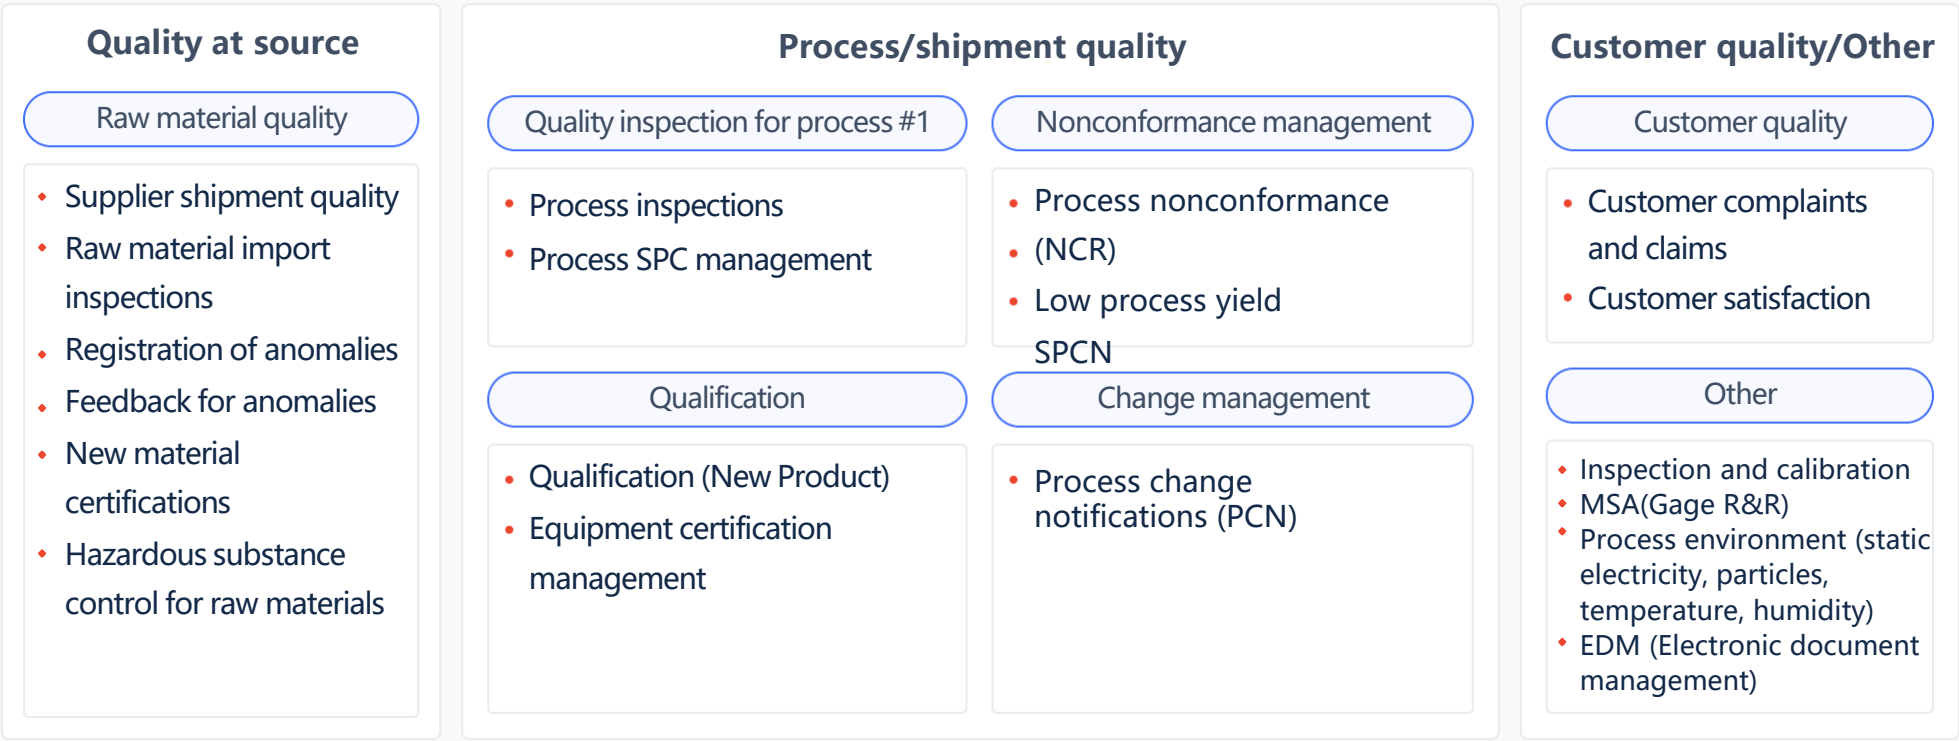 Quality at source
Raw material quality
• Supplier shipment quality
• Raw material import
inspections
• Registration of anomalies
• Feedback for anomalies
• New material
certifications
• Hazardous substance
control for raw materials
Process/shipment quality
Quality inspection for process #1
• Process inspections
• Process SPC management
Nonconformance management
• Process nonconformance
• (NCR)
• Low process yield
SPCN
Qualification
• Qualification (New Product)
• Equipment certification
management
Change management
• Process change
notifications (PCN)
Customer quality/Other
Customer quality
• Customer complaints
and claims
• Customer satisfaction
Other
• Inspection and calibration
• MSA(Gage R&R)
• Process environment (static
electricity, particles,
temperature, humidity)
• EDM (Electronic document
management)